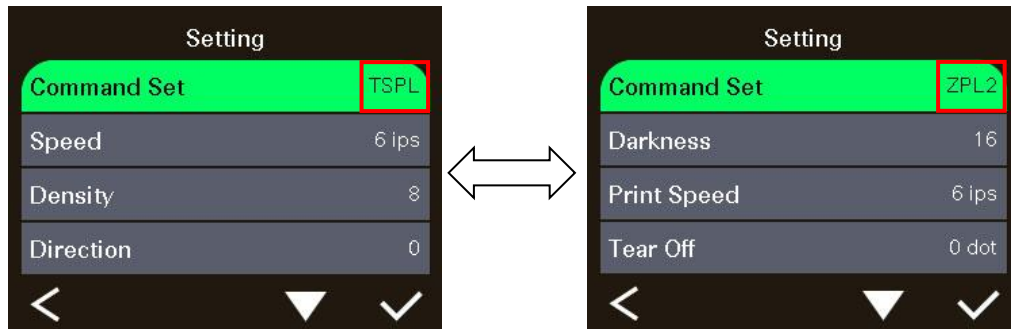 Setting
Command Set TSPL
Speed 6 ips
Density 8
Direction 0
Setting
Command Set ZPL2
Darkness 16
Print Speed 6 ips
Tear Off 0 dot